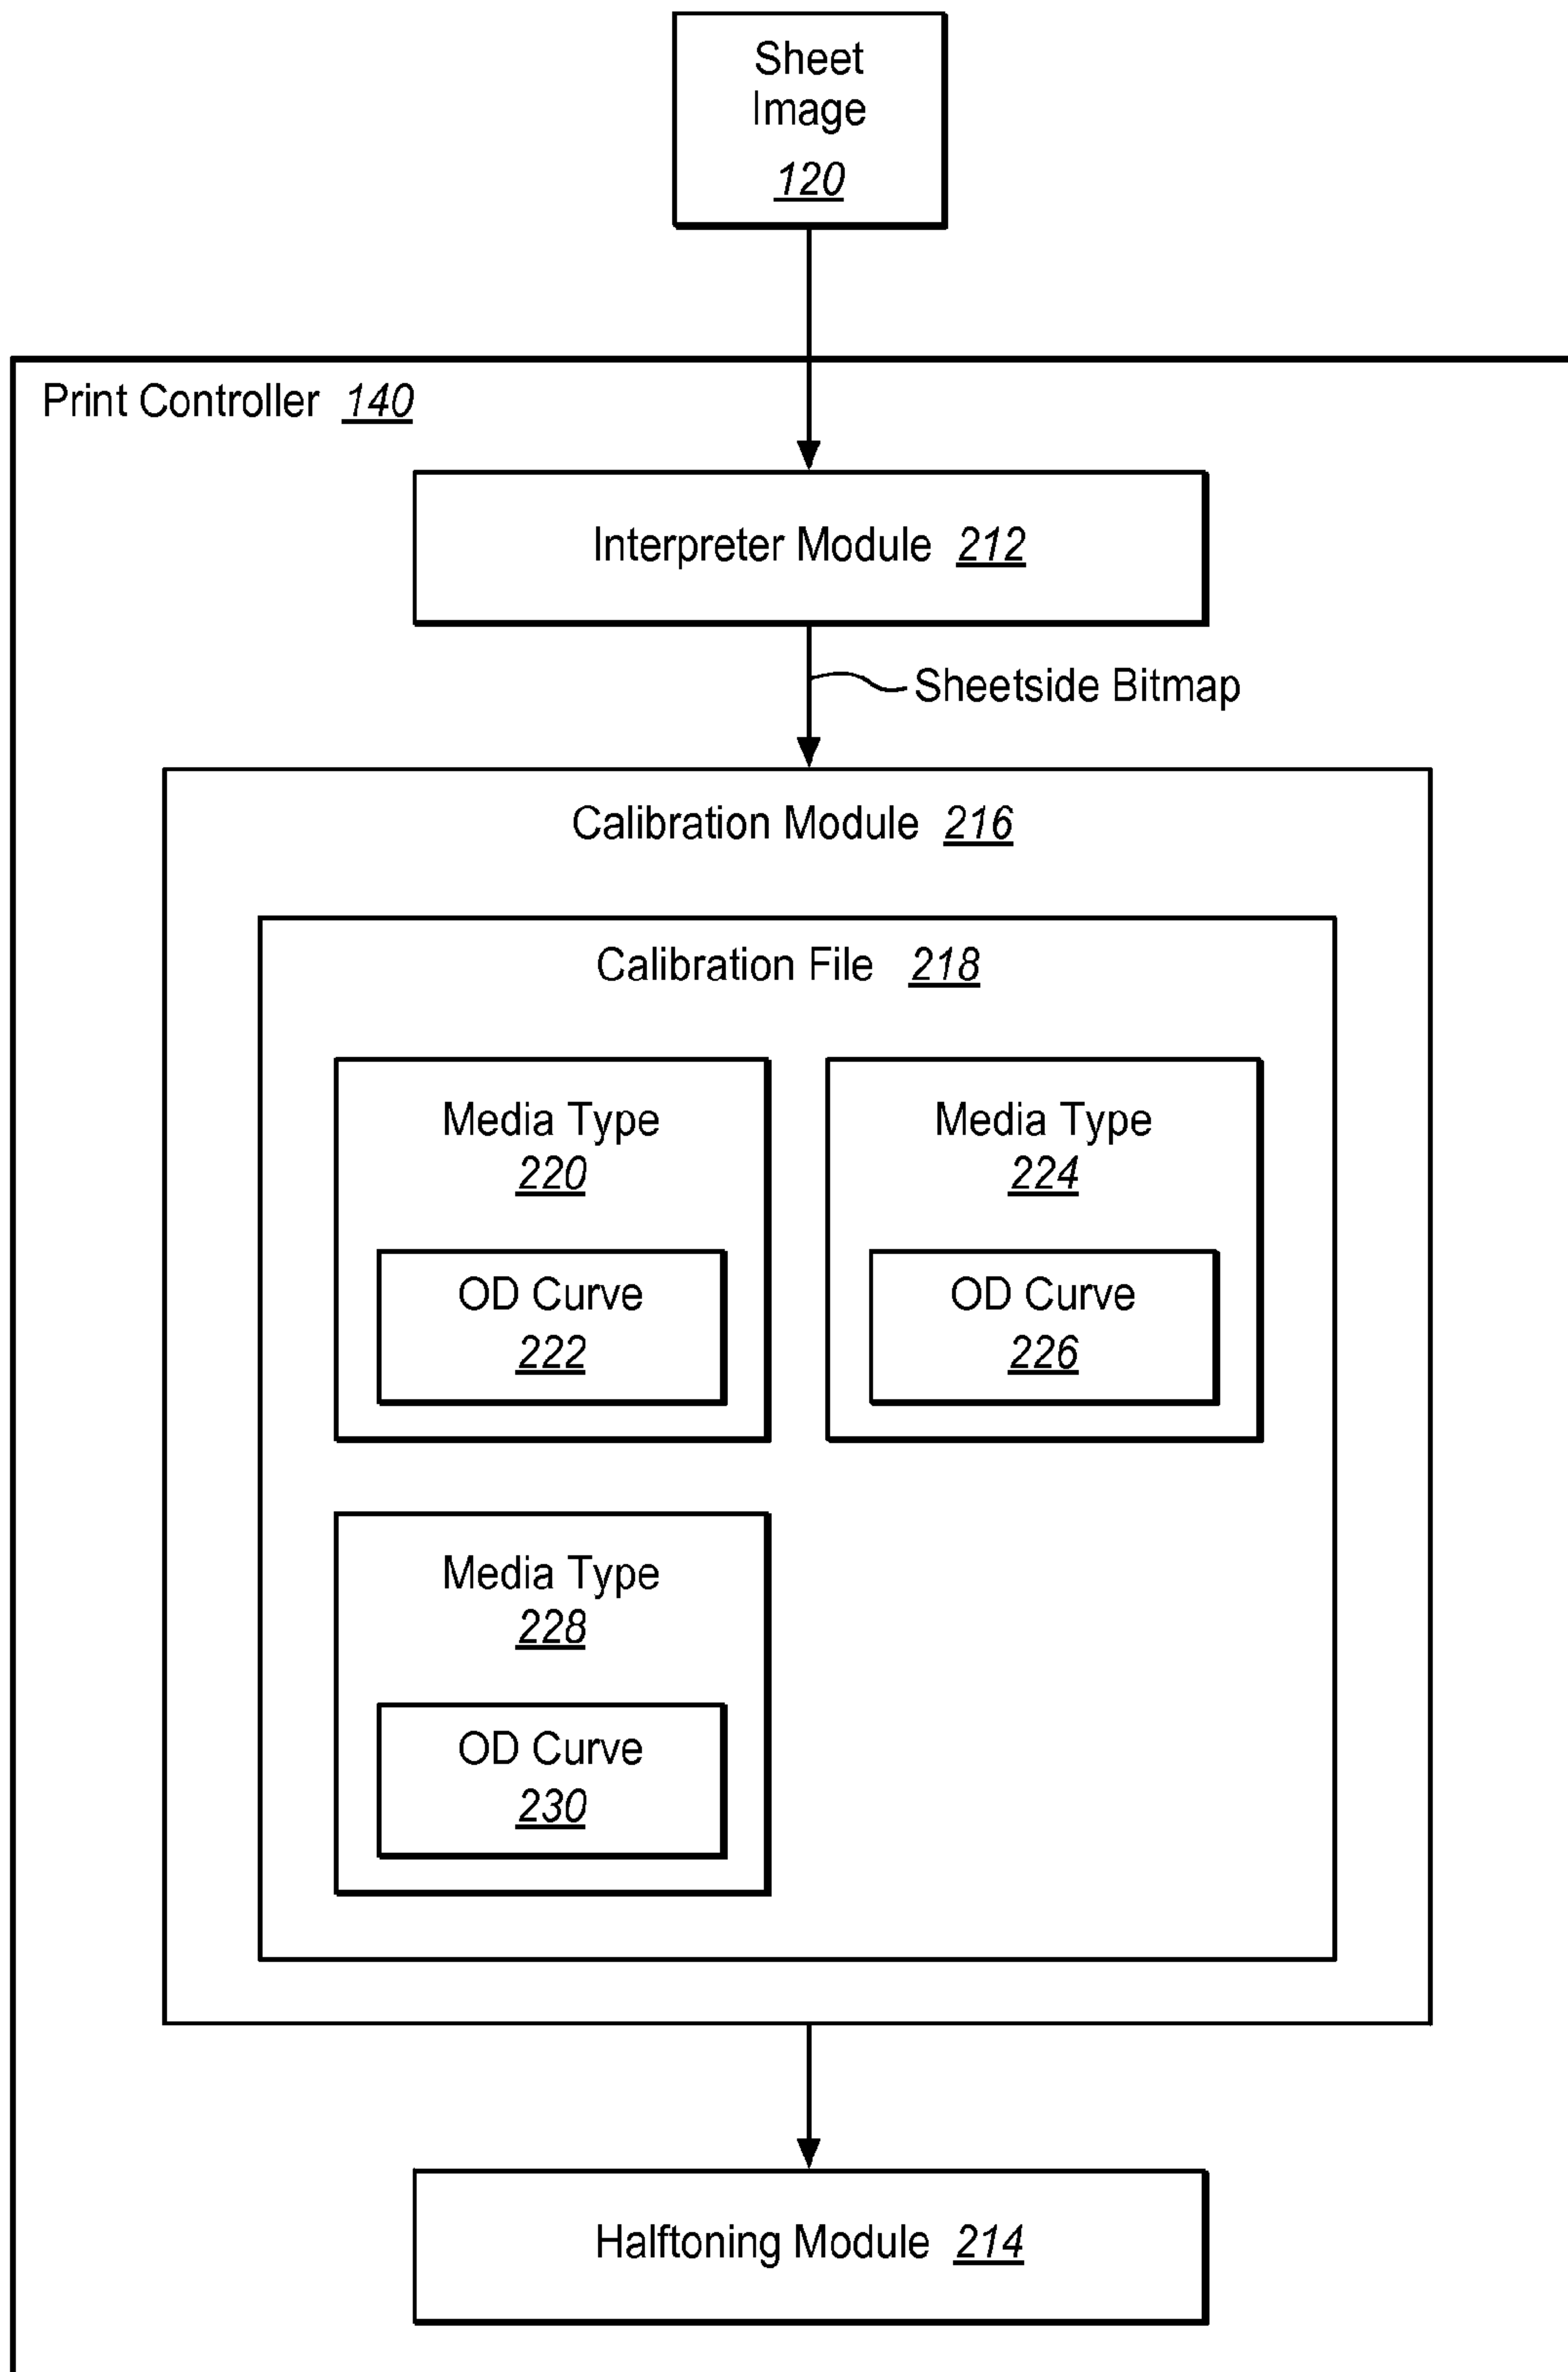 Sheet
Image
120
Print Controller 140
Interpreter Module 212
Sheetside Bitmap
Calibration Module 216
Calibration File 218
Media Type
220
OD Curve
222
Media Type
224
OD Curve
226
Media Type
228
OD Curve
230
Halftoning Module 214